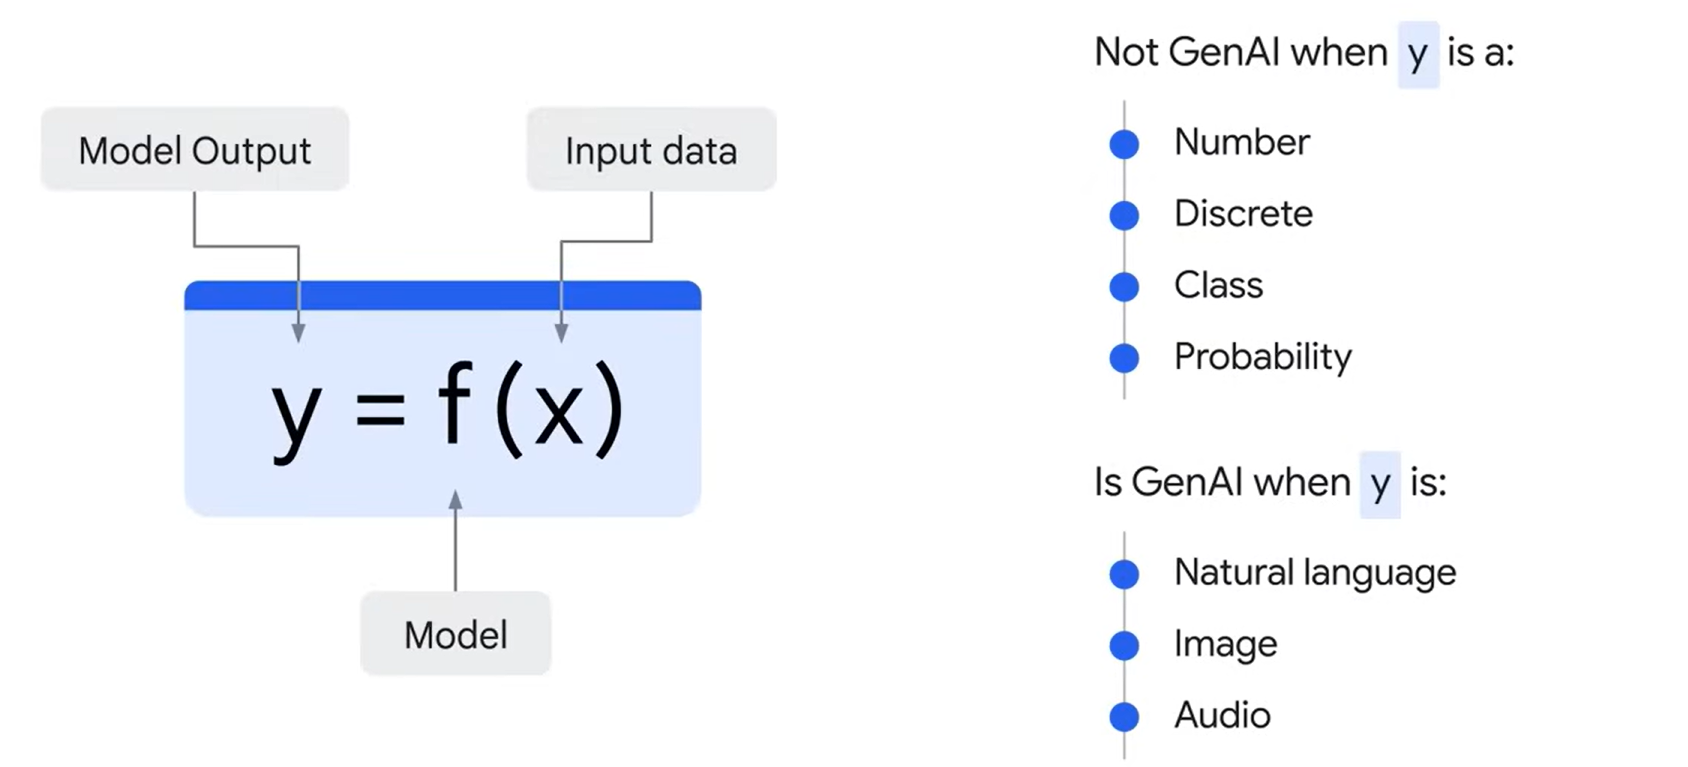 Model Output
Input data
y = f (x)
Model
Not GenAI when y is a:
Number
Discrete
Class
Probability
Is GenAI when y is:
Natural language
Image
Audio